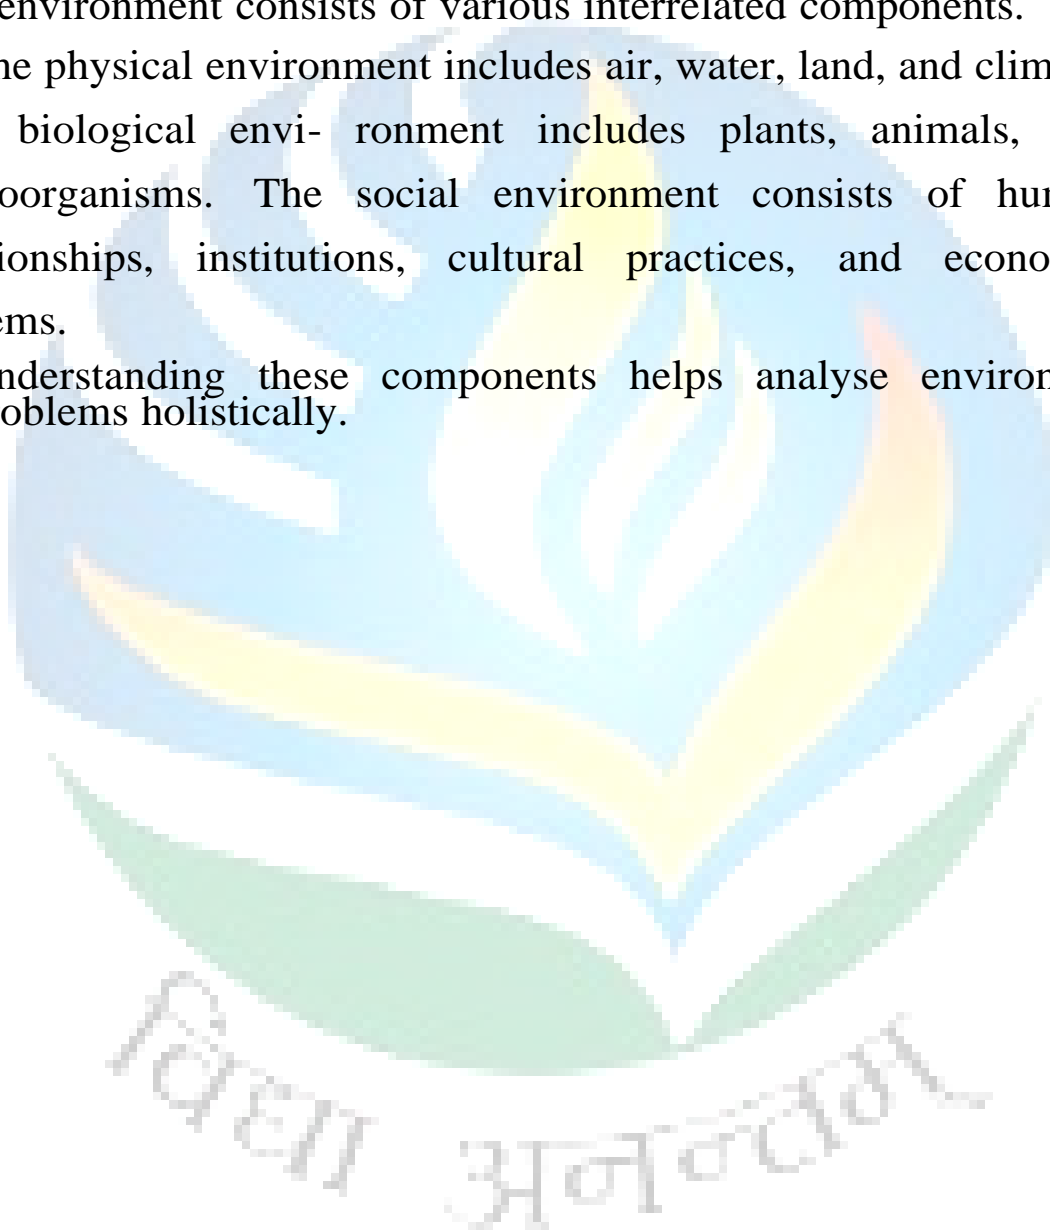 environment consists of various interrelated components.
he physical environment includes air, water, land, and clim
biological envi- ronment includes plants, animals,
oorganisms. The social environment consists of hu
ionships, institutions, cultural practices, and econo
ems.
nderstanding these components helps analyse environ
oblems holistically.
विद्या अनन्तम्